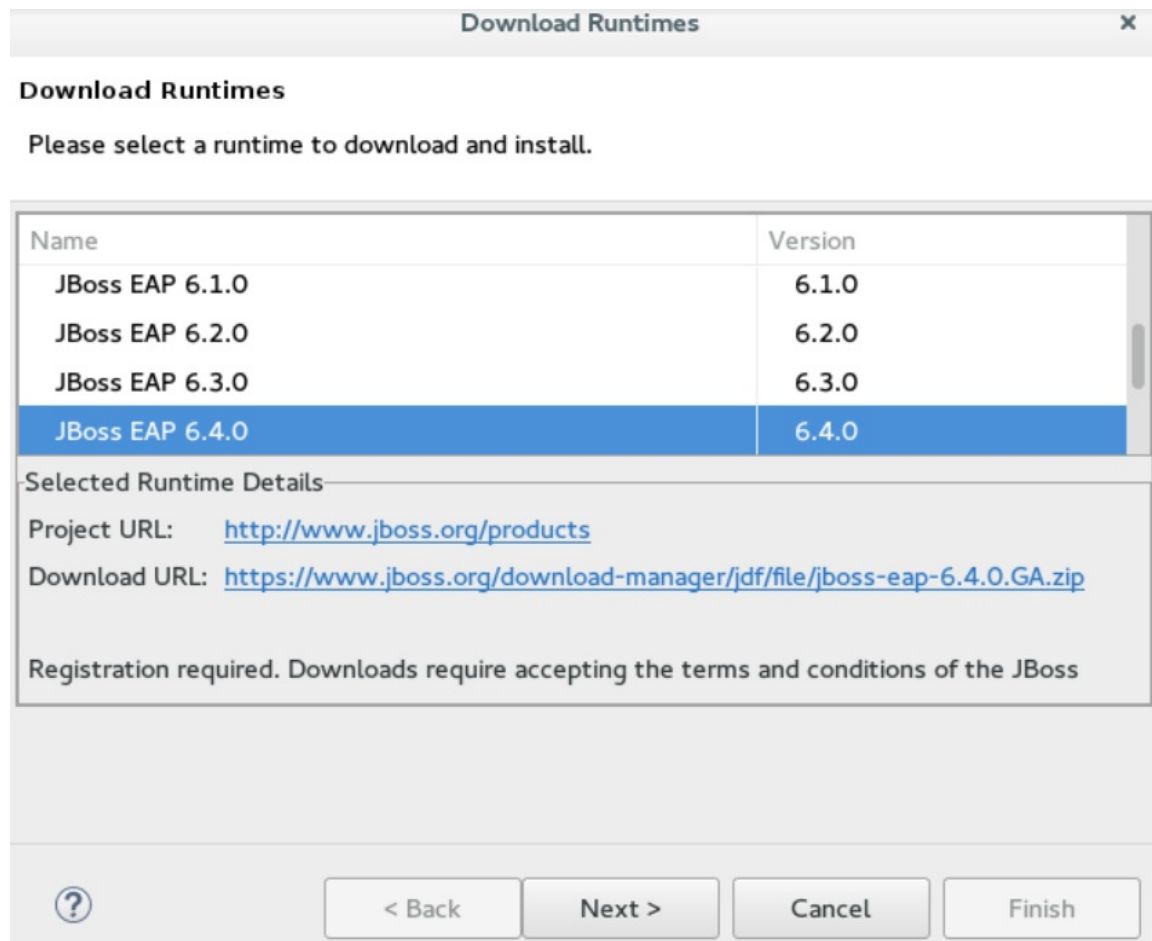 Download Runtimes ×
Download Runtimes
Please select a runtime to download and install.
Name Version
JBoss EAP 6.1.0 6.1.0
JBoss EAP 6.2.0 6.2.0
JBoss EAP 6.3.0 6.3.0
JBoss EAP 6.4.0 6.4.0
Selected Runtime Details
Project URL: http://www.jboss.org/products
Download URL: https://www.jboss.org/download-manager/jdf/file/jboss-eap-6.4.0.GA.zip
Registration required. Downloads require accepting the terms and conditions of the JBoss
? < Back Next > Cancel Finish